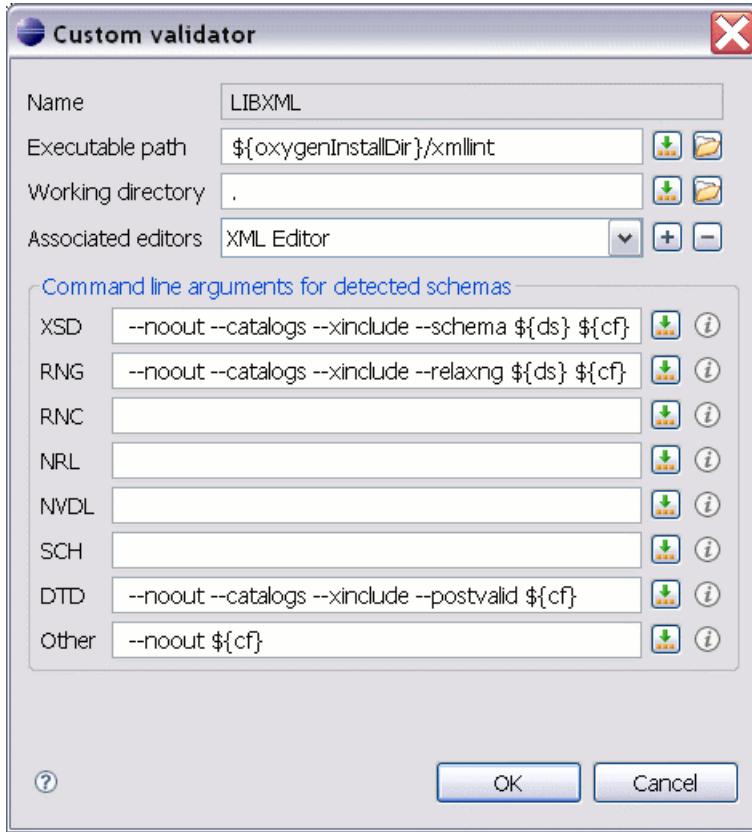 Custom validator
Name LIBXML
Executable path ${oxygenInstallDir}/xmllint
Working directory .
Associated editors XML Editor
Command line arguments for detected schemas
XSD --noout --catalogs --xinclude --schema ${ds} ${cf}
RNG --noout --catalogs --xinclude --relaxng ${ds} ${cf}
RNC
NRL
NVDL
SCH
DTD --noout --catalogs --xinclude --postvalid ${cf}
Other --noout ${cf}
OK Cancel